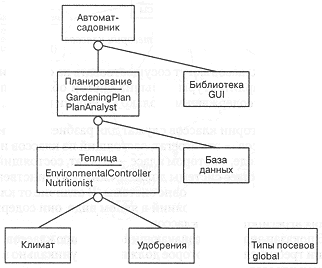 Автомат-
садовник
Планирование
GardeningPlan
PlanAnalyst
Библиотека
GUI
Теплица
EnvironmentalController
Nutritionist
База
данных
Климат
Удобрения
Типы посевов
global